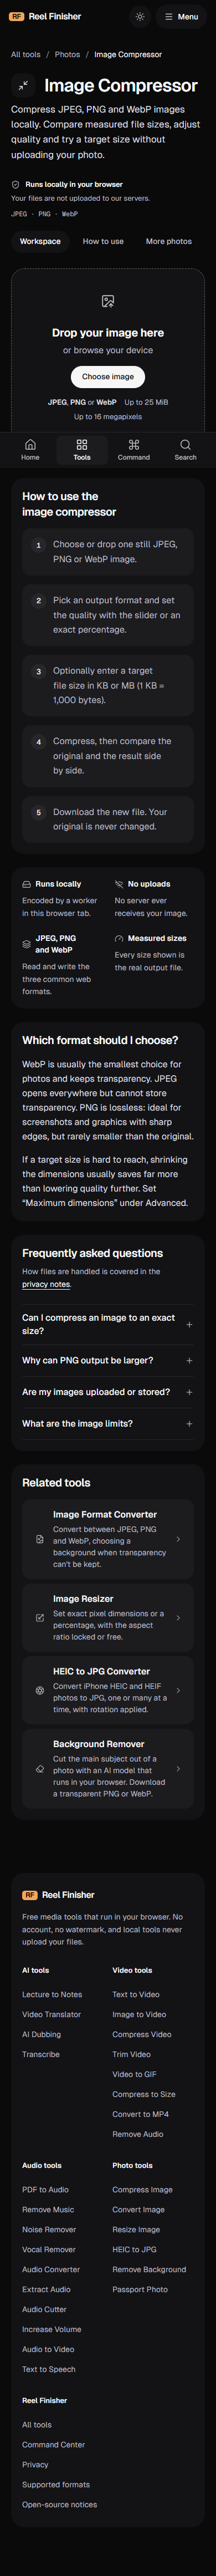 RF Reel Finisher
Menu
All tools / Photos / Image Compressor
Image Compressor
Compress JPEG, PNG and WebP images
locally. Compare measured file sizes, adjust
quality and try a target size without
uploading your photo.
Runs locally in your browser
Your files are not uploaded to our servers.
JPEG · PNG · WebP
Workspace How to use More photos
Drop your image here
or browse your device
Choose image
JPEG, PNG or WebP Up to 25 MiB
Up to 16 megapixels
Home Tools Command Search
How to use the
image compressor
1 Choose or drop one still JPEG,
PNG or WebP image.
2 Pick an output format and set
the quality with the slider or an
exact percentage.
3 Optionally enter a target
file size in KB or MB (1 KB =
1,000 bytes).
4 Compress, then compare the
original and the result side
by side.
5 Download the new file. Your
original is never changed.
Runs locally
Encoded by a worker
in this browser tab.
No uploads
No server ever
receives your image.
JPEG, PNG
and WebP
Read and write the
three common web
formats.
Measured sizes
Every size shown is
the real output file.
Which format should I choose?
WebP is usually the smallest choice for
photos and keeps transparency. JPEG
opens everywhere but cannot store
transparency. PNG is lossless: ideal for
screenshots and graphics with sharp
edges, but rarely smaller than the original.
If a target size is hard to reach, shrinking
the dimensions usually saves far more
than lowering quality further. Set
“Maximum dimensions” under Advanced.
Frequently asked questions
How files are handled is covered in the
privacy notes.
Can I compress an image to an exact
size?
Why can PNG output be larger?
Are my images uploaded or stored?
What are the image limits?
Related tools
Image Format Converter
Convert between JPEG, PNG
and WebP, choosing a
background when transparency
can't be kept.
Image Resizer
Set exact pixel dimensions or a
percentage, with the aspect
ratio locked or free.
HEIC to JPG Converter
Convert iPhone HEIC and HEIF
photos to JPG, one or many at a
time, with rotation applied.
Background Remover
Cut the main subject out of a
photo with an AI model that
runs in your browser. Download
a transparent PNG or WebP.
RF Reel Finisher
Free media tools that run in your browser. No
account, no watermark, and local tools never
upload your files.
AI tools
Lecture to Notes
Video Translator
AI Dubbing
Transcribe
Video tools
Text to Video
Image to Video
Compress Video
Trim Video
Video to GIF
Compress to Size
Convert to MP4
Remove Audio
Audio tools
PDF to Audio
Remove Music
Noise Remover
Vocal Remover
Audio Converter
Extract Audio
Audio Cutter
Increase Volume
Audio to Video
Text to Speech
Photo tools
Compress Image
Convert Image
Resize Image
HEIC to JPG
Remove Background
Passport Photo
Reel Finisher
All tools
Command Center
Privacy
Supported formats
Open-source notices